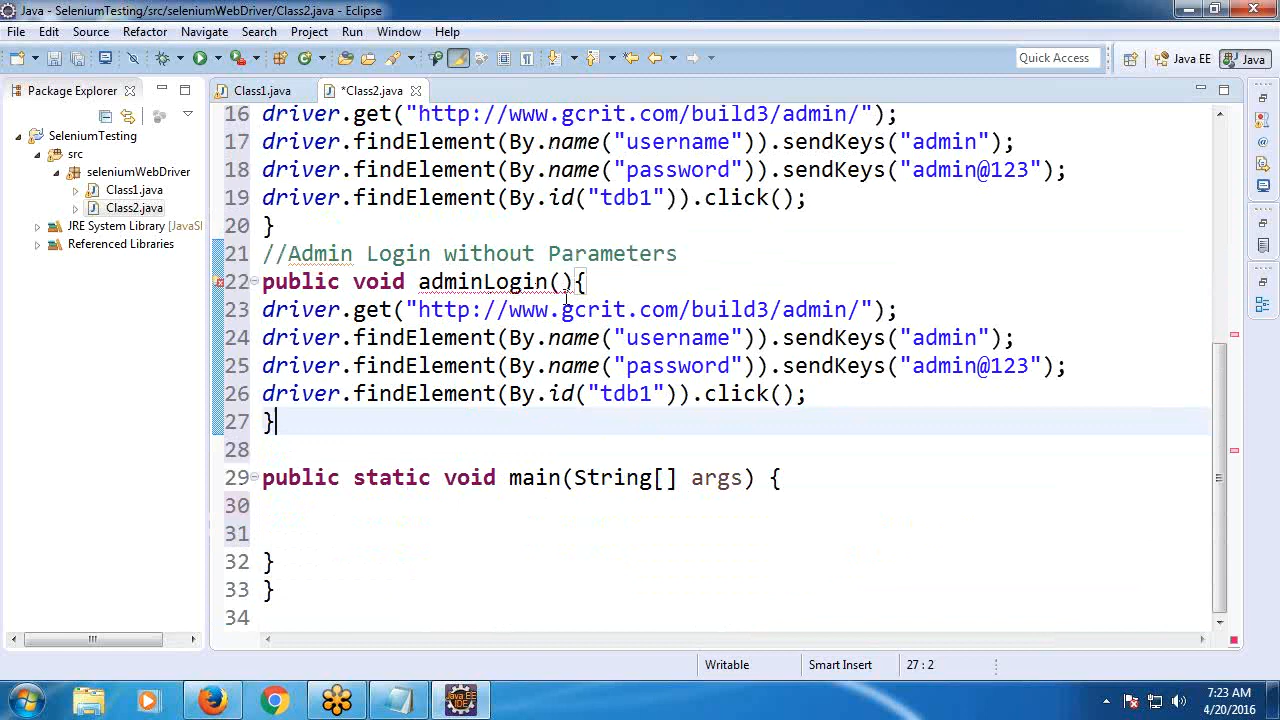 Java - SeleniumTesting/src/seleniumWebDriver/Class2.java - Eclipse
File Edit Source Refactor Navigate Search Project Run Window Help
Quick Access Java EE Java
Package Explorer
SeleniumTesting
src
seleniumWebDriver
Class1.java
Class2.java
JRE System Library [JavaS
Referenced Libraries
Class1.java *Class2.java
16 driver.get("http://www.gcrit.com/build3/admin/");
17 driver.findElement(By.name("username")).sendKeys("admin");
18 driver.findElement(By.name("password")).sendKeys("admin@123");
19 driver.findElement(By.id("tdb1")).click();
20 }
21 //Admin Login without Parameters
22 public void adminLogin(){
23 driver.get("http://www.gcrit.com/build3/admin/");
24 driver.findElement(By.name("username")).sendKeys("admin");
25 driver.findElement(By.name("password")).sendKeys("admin@123");
26 driver.findElement(By.id("tdb1")).click();
27 }
28
29 public static void main(String[] args) {
30
31
32 }
33 }
34
Writable Smart Insert 27 : 2
Java EE IDE
7:23 AM
4/20/2016